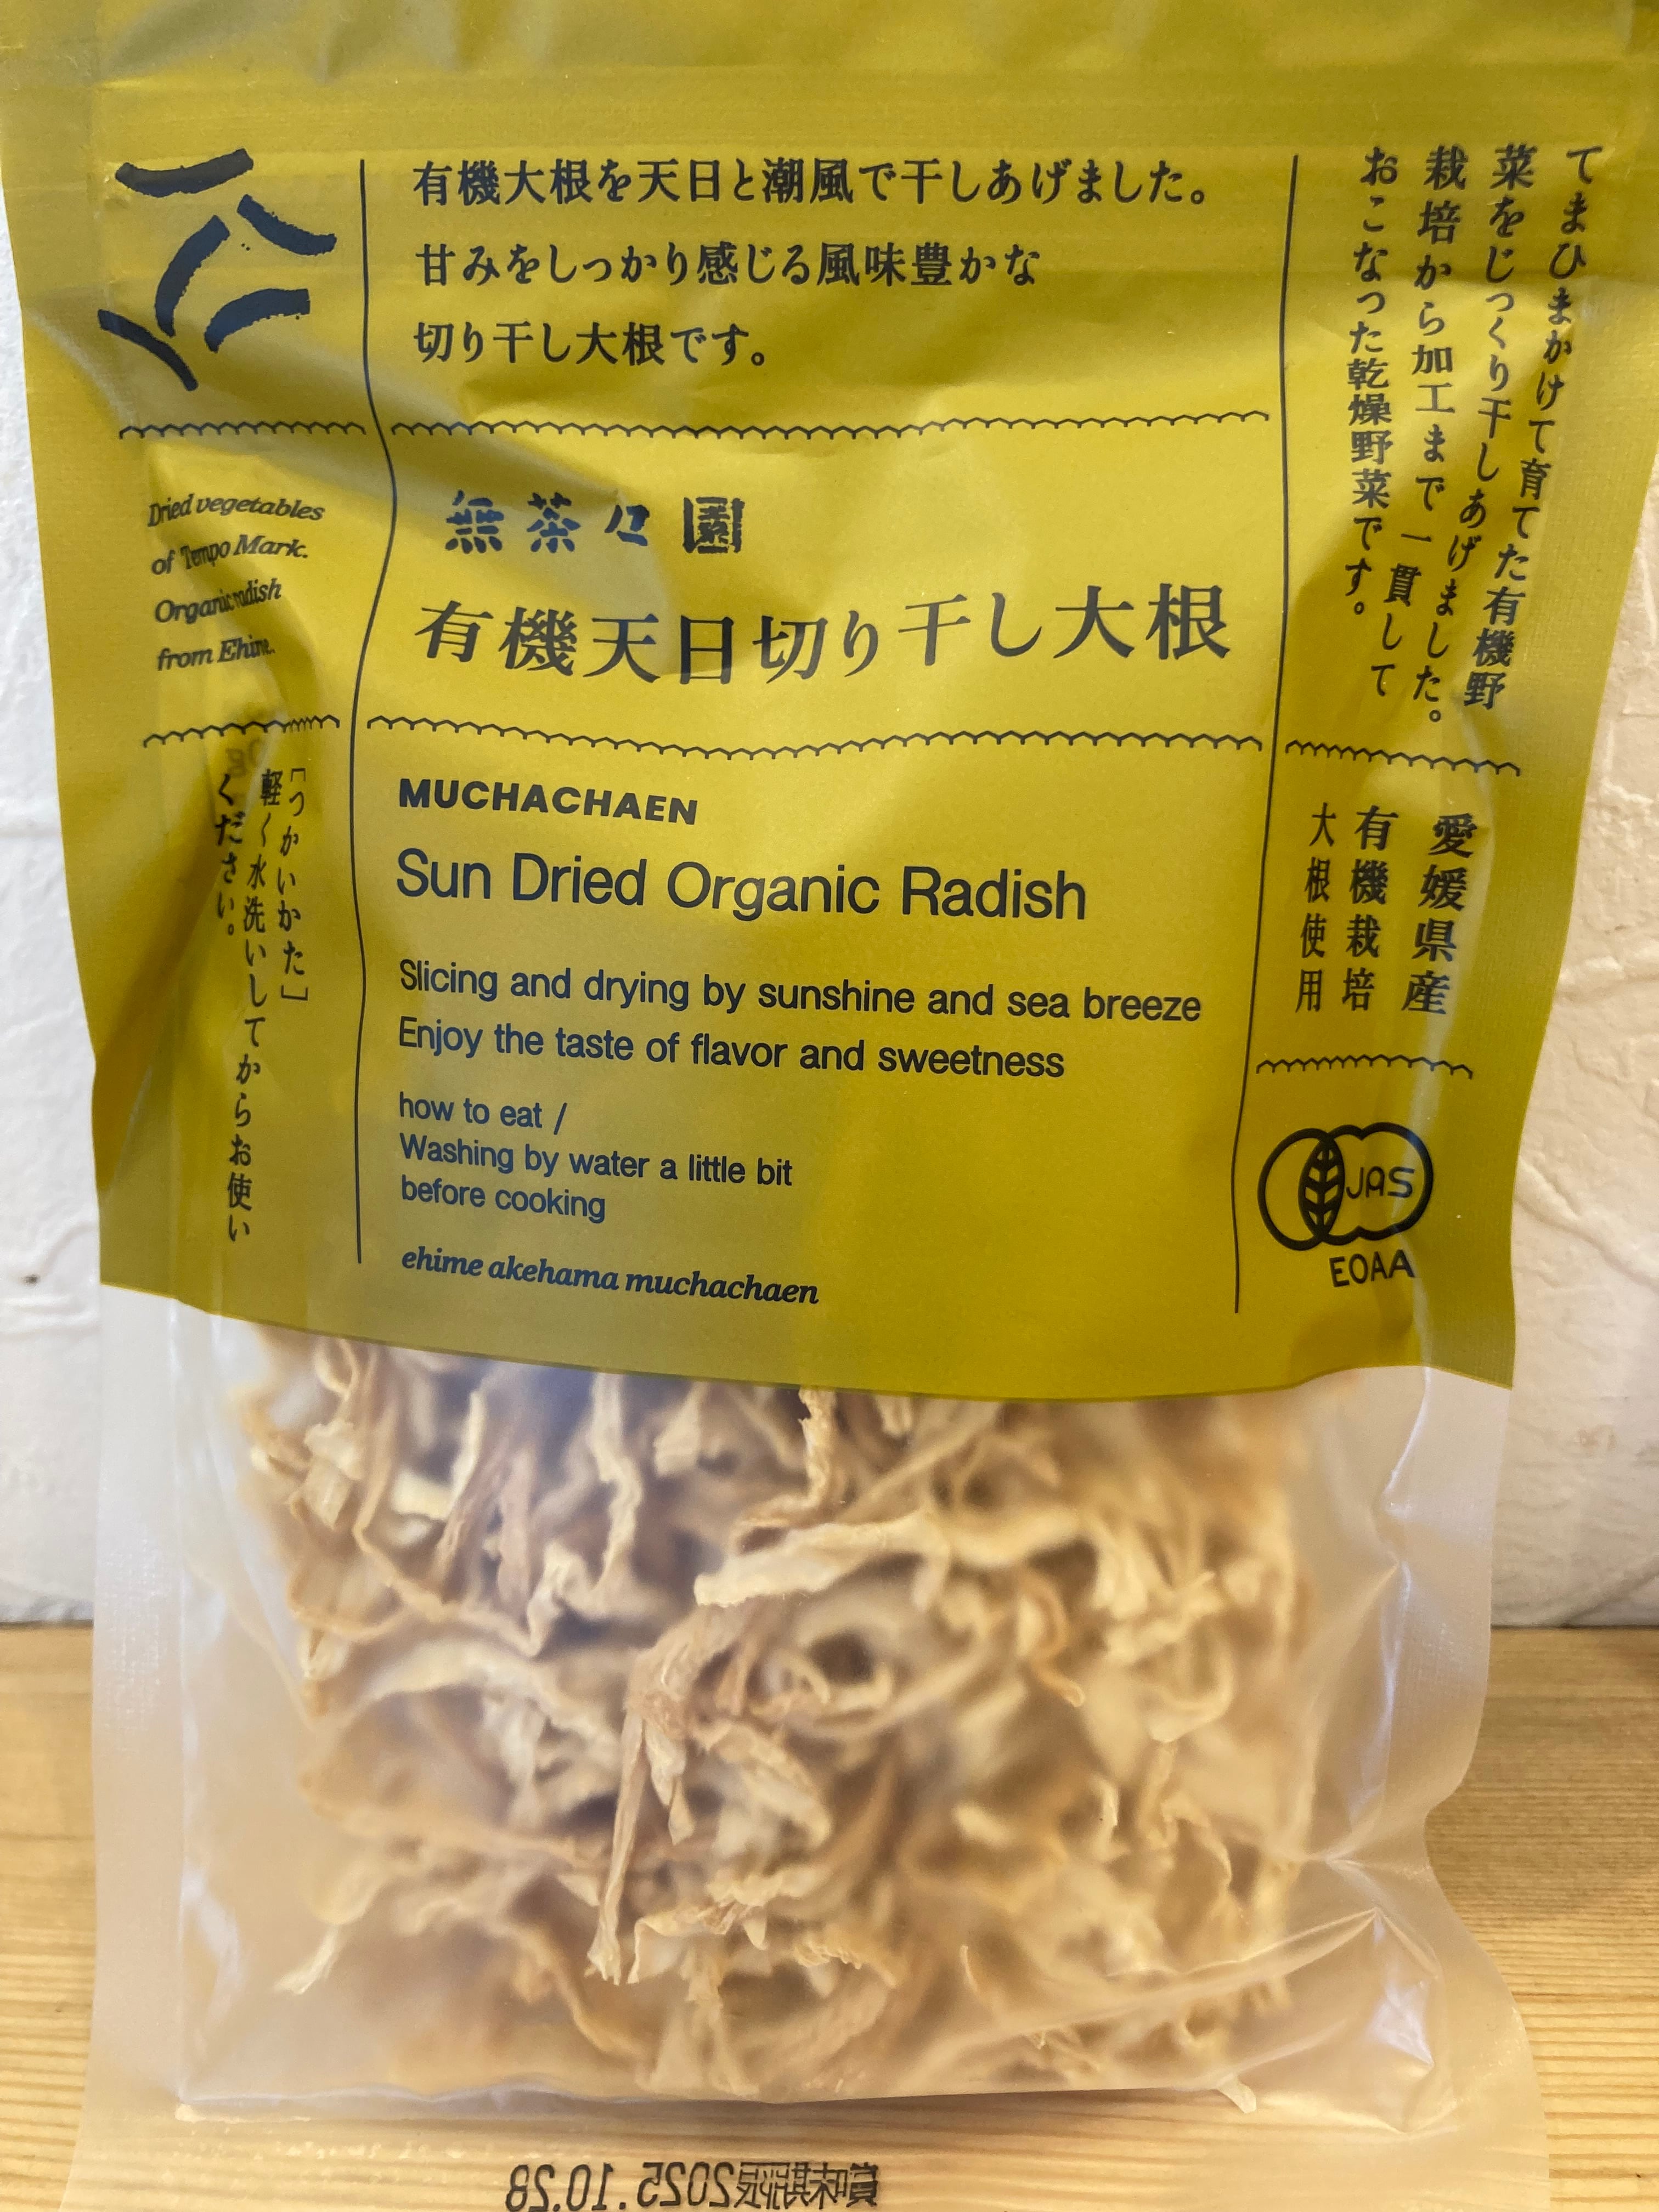 有機大根を天日と潮風で干しあげました。
甘みをしっかり感じる風味豊かな
切り干し大根です。
てまひまかけて育てた有機野
菜をじっくり干しあげました。
栽培から加工まで一貫して
おこなった乾燥野菜です。
Dried vegetables
of Tempo Mark.
Organic radish
from Ehime.
無茶々園
有機天日切り干し大根
MUCHACHAEN
Sun Dried Organic Radish
Slicing and drying by sunshine and sea breeze
Enjoy the taste of flavor and sweetness
how to eat /
Washing by water a little bit
before cooking
ehime akehama muchachaen
[つかいかた]
軽く水洗いしてからお使い
ください。
愛媛県産
有機栽培
大根使用
JAS
EOAA
賞味期限2025.10.28